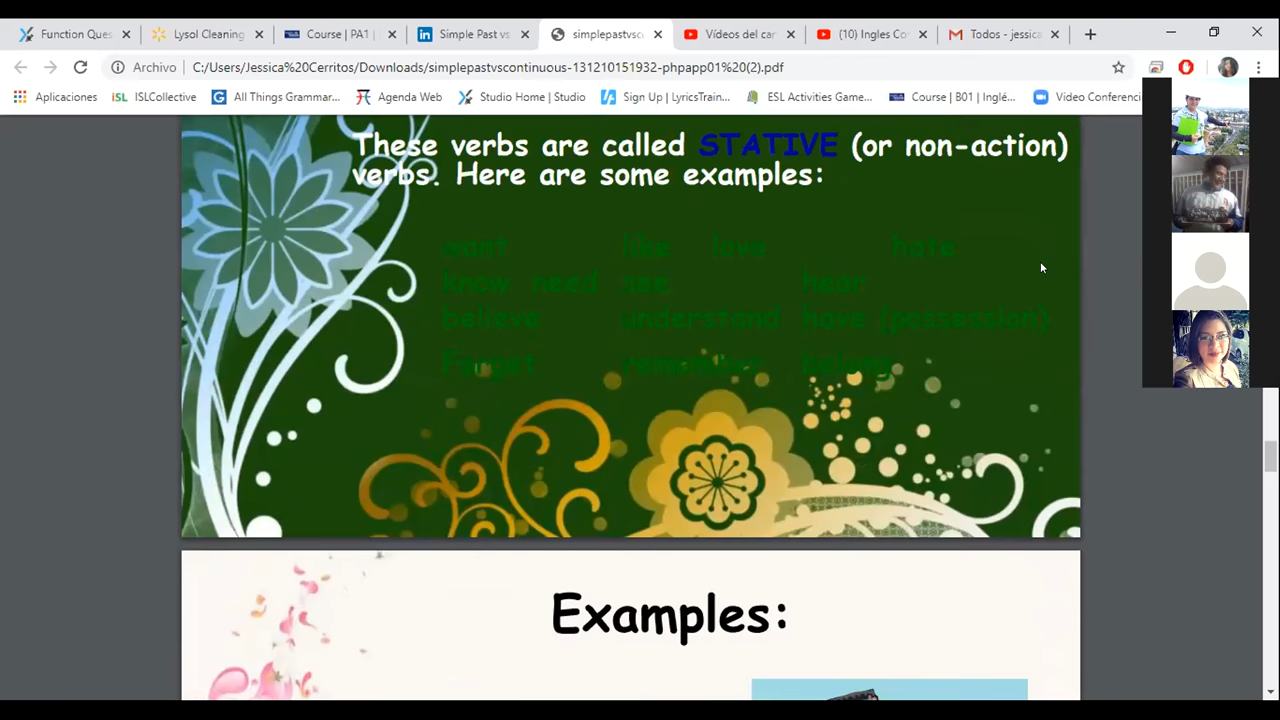 Function Ques
Lysol Cleaning
Course | PA1 |
Simple Past vs
simplepastvsc
Vídeos del car
(10) Ingles Co
Todos - jessica
Archivo | C:/Users/Jessica%20Cerritos/Downloads/simplepastvscontinuous-131210151932-phpapp01%20(2).pdf
Aplicaciones
ISLCollective
All Things Grammar...
Agenda Web
Studio Home | Studio
Sign Up | LyricsTrain...
ESL Activities Game...
Course | B01 | Inglé...
Video Conferenci
These verbs are called STATIVE (or non-action)
verbs. Here are some examples:
want like love hate
know need see hear
believe understand have (possession)
Forget remember belong
Examples: